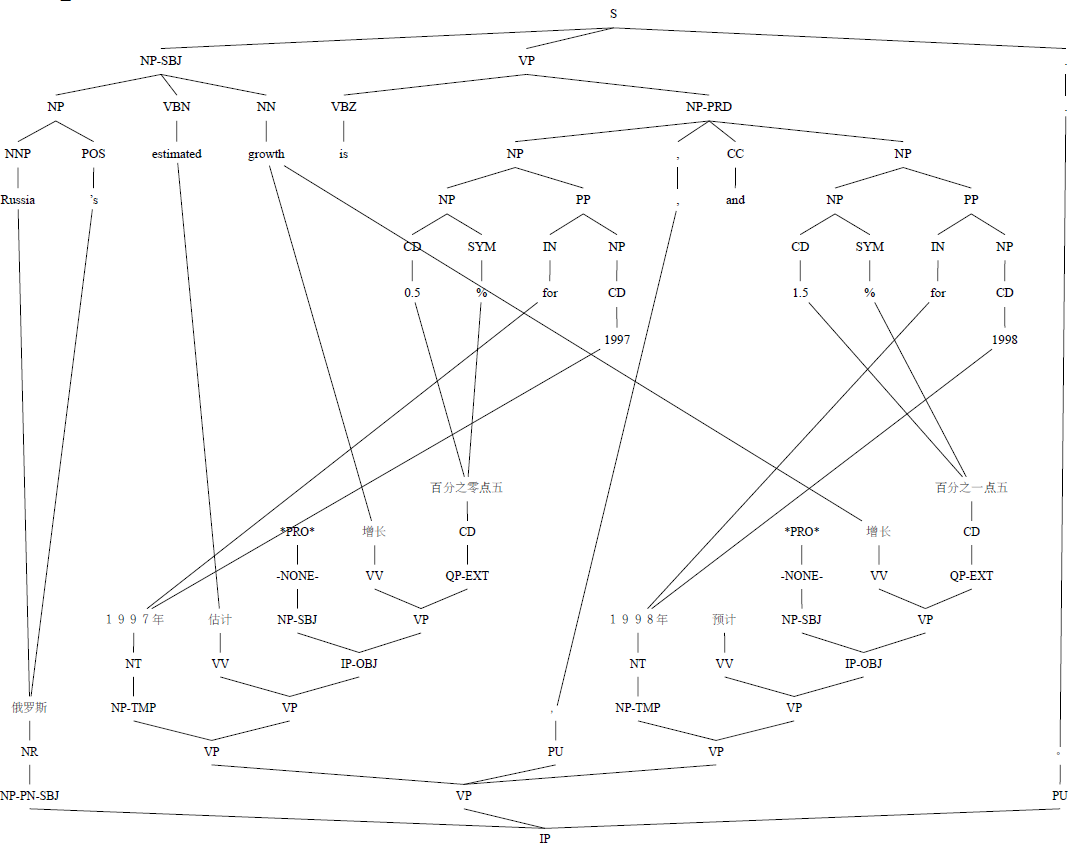 S
NP-SBJ VP .
NP VBN NN VBZ NP-PRD .
NNP POS estimated growth is NP , CC NP
Russia 's NP PP , and NP PP
CD SYM IN NP CD SYM IN NP
0.5 % for CD 1.5 % for CD
1997 1998
百分之零点五 百分之一点五
*PRO* 增长 CD *PRO* 增长 CD
-NONE- VV QP-EXT -NONE- VV QP-EXT
1997年 估计 NP-SBJ VP 1998年 预计 NP-SBJ VP
NT VV IP-OBJ NT VV IP-OBJ
俄罗斯 NP-TMP VP , NP-TMP VP
NR VP PU VP 。
NP-PN-SBJ VP PU
IP